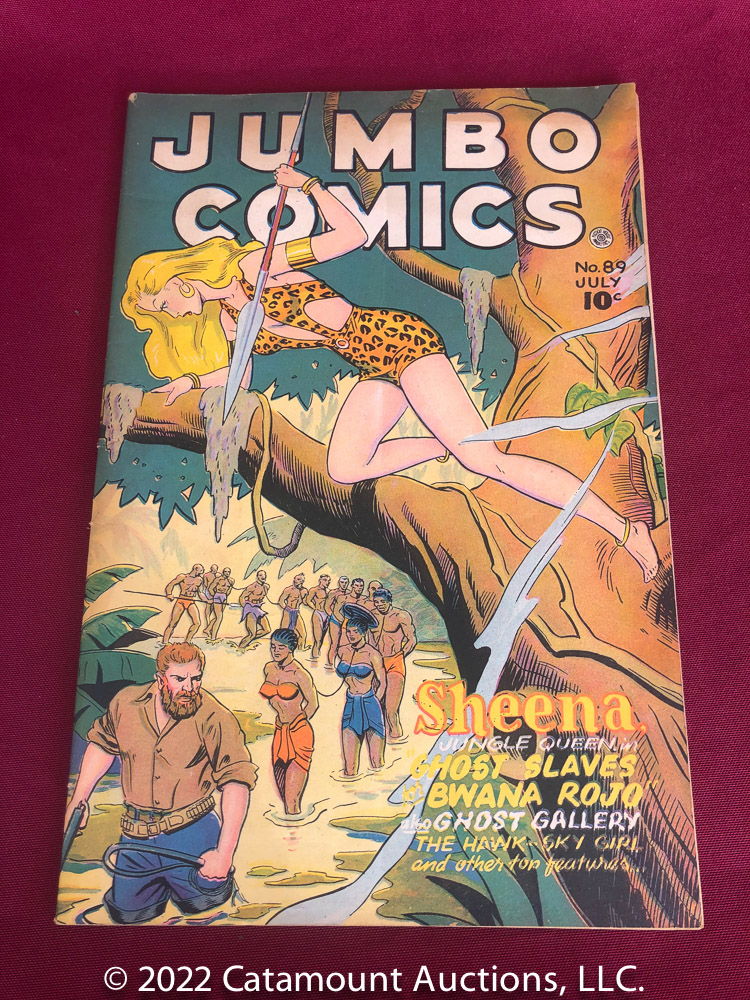 JUMBO
COMICS
No. 89
JULY
10¢
Sheena,
JUNGLE QUEEN in
"GHOST SLAVES
of BWANA ROJO"
also GHOST GALLERY
THE HAWK - SKY GIRL
and other top features...
© 2022 Catamount Auctions, LLC.